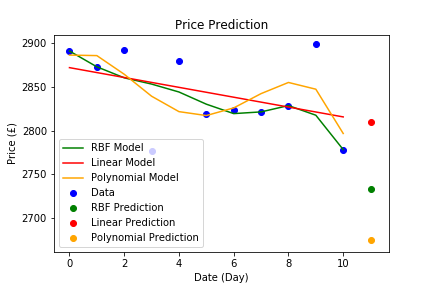 Price Prediction
Price (£)
2900
2850
2800
2750
2700
RBF Model
Linear Model
Polynomial Model
Data
RBF Prediction
Linear Prediction
Polynomial Prediction
0 2 4 6 8 10
Date (Day)